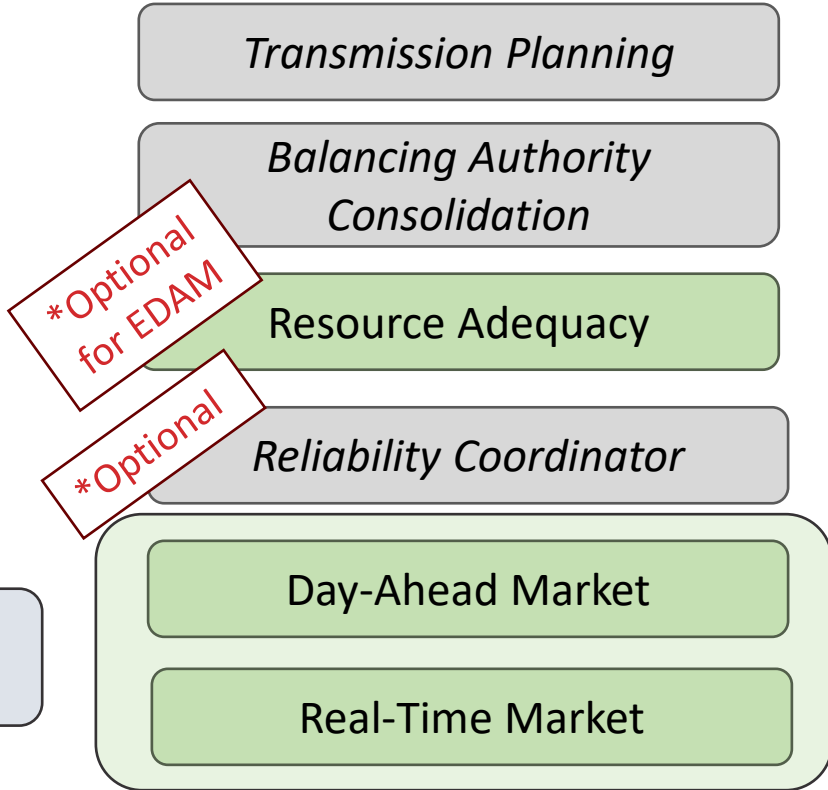 Transmission Planning
Balancing Authority
Consolidation
*Optional
for EDAM
Resource Adequacy
*Optional
Reliability Coordinator
Day-Ahead Market
Real-Time Market